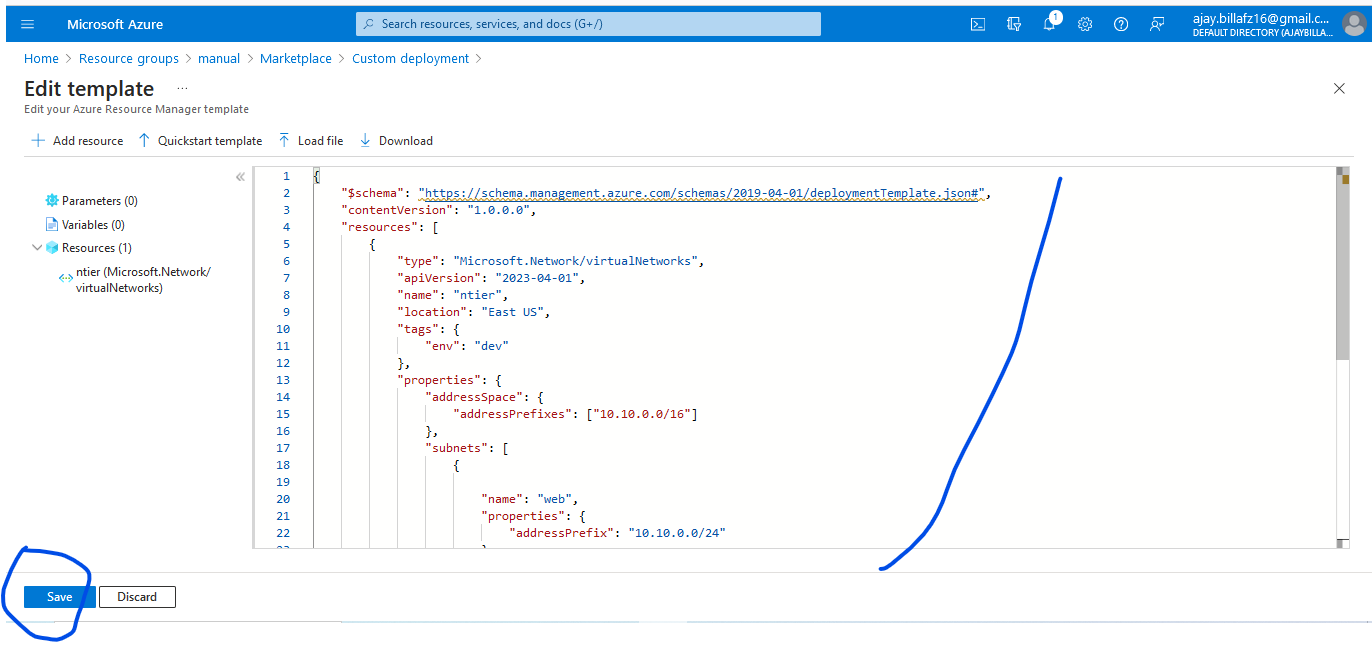 Microsoft Azure
Search resources, services, and docs (G+/)
1
ajay.billafz16@gmail.c...
DEFAULT DIRECTORY (AJAYBILLA...
Home > Resource groups > manual > Marketplace > Custom deployment >
Edit template ...
Edit your Azure Resource Manager template
Add resource Quickstart template Load file Download
Parameters (0)
Variables (0)
Resources (1)
ntier (Microsoft.Network/
virtualNetworks)
1 {
2 "$schema": "https://schema.management.azure.com/schemas/2019-04-01/deploymentTemplate.json#",
3 "contentVersion": "1.0.0.0",
4 "resources": [
5 {
6 "type": "Microsoft.Network/virtualNetworks",
7 "apiVersion": "2023-04-01",
8 "name": "ntier",
9 "location": "East US",
10 "tags": {
11 "env": "dev"
12 },
13 "properties": {
14 "addressSpace": {
15 "addressPrefixes": ["10.10.0.0/16"]
16 },
17 "subnets": [
18 {
19
20 "name": "web",
21 "properties": {
22 "addressPrefix": "10.10.0.0/24"
Save Discard